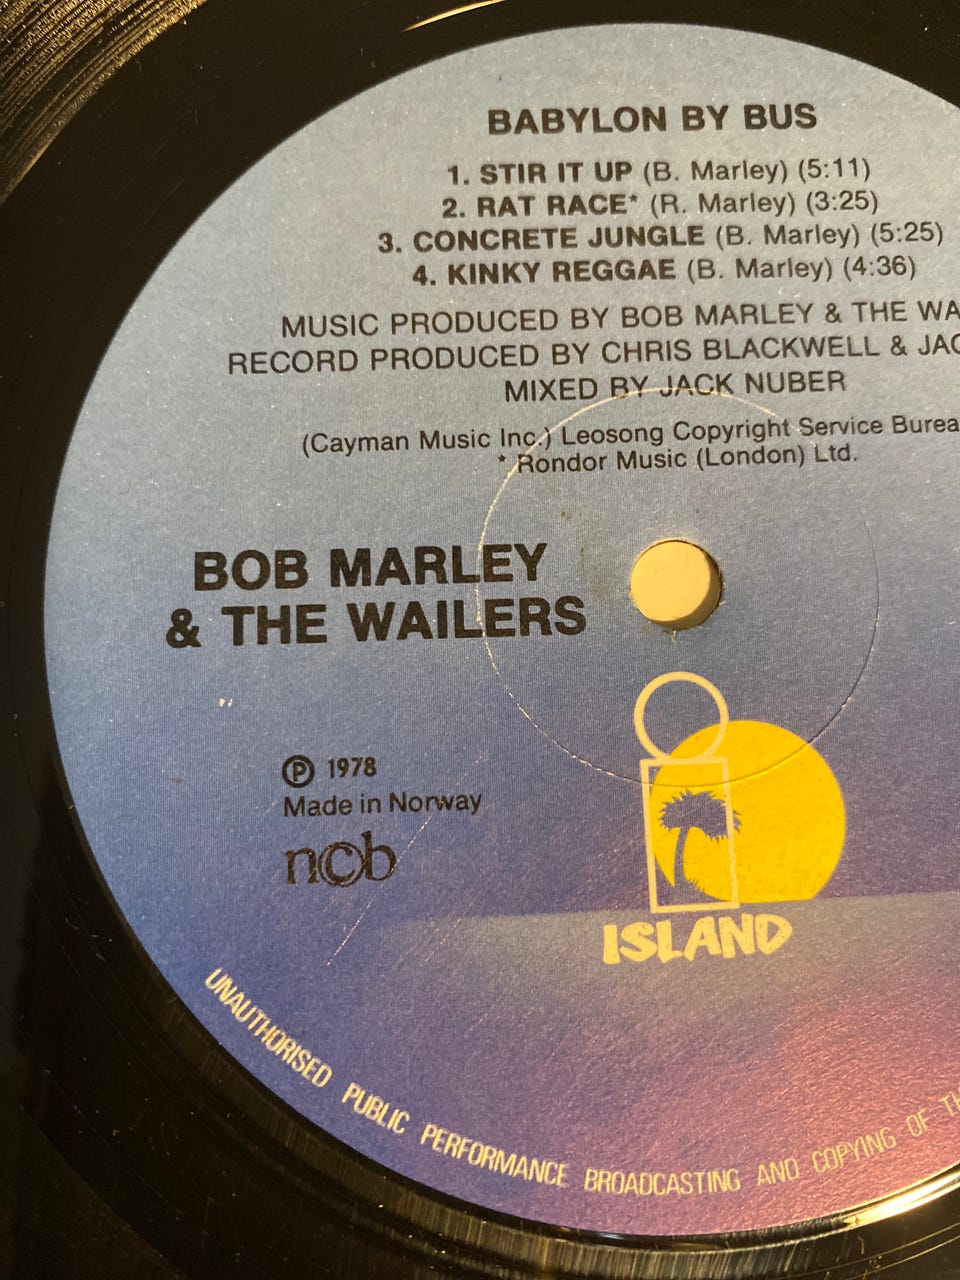 BABYLON BY BUS
1. STIR IT UP (B. Marley) (5:11)
2. RAT RACE* (R. Marley) (3:25)
3. CONCRETE JUNGLE (B. Marley) (5:25)
4. KINKY REGGAE (B. Marley) (4:36)
MUSIC PRODUCED BY BOB MARLEY & THE WA
RECORD PRODUCED BY CHRIS BLACKWELL & JAC
MIXED BY JACK NUBER
(Cayman Music Inc.) Leosong Copyright Service Burea
* Rondor Music (London) Ltd.
BOB MARLEY
& THE WAILERS
Ⓟ 1978
Made in Norway
ncb
ISLAND
UNAUTHORISED PUBLIC PERFORMANCE BROADCASTING AND COPYING OF TH